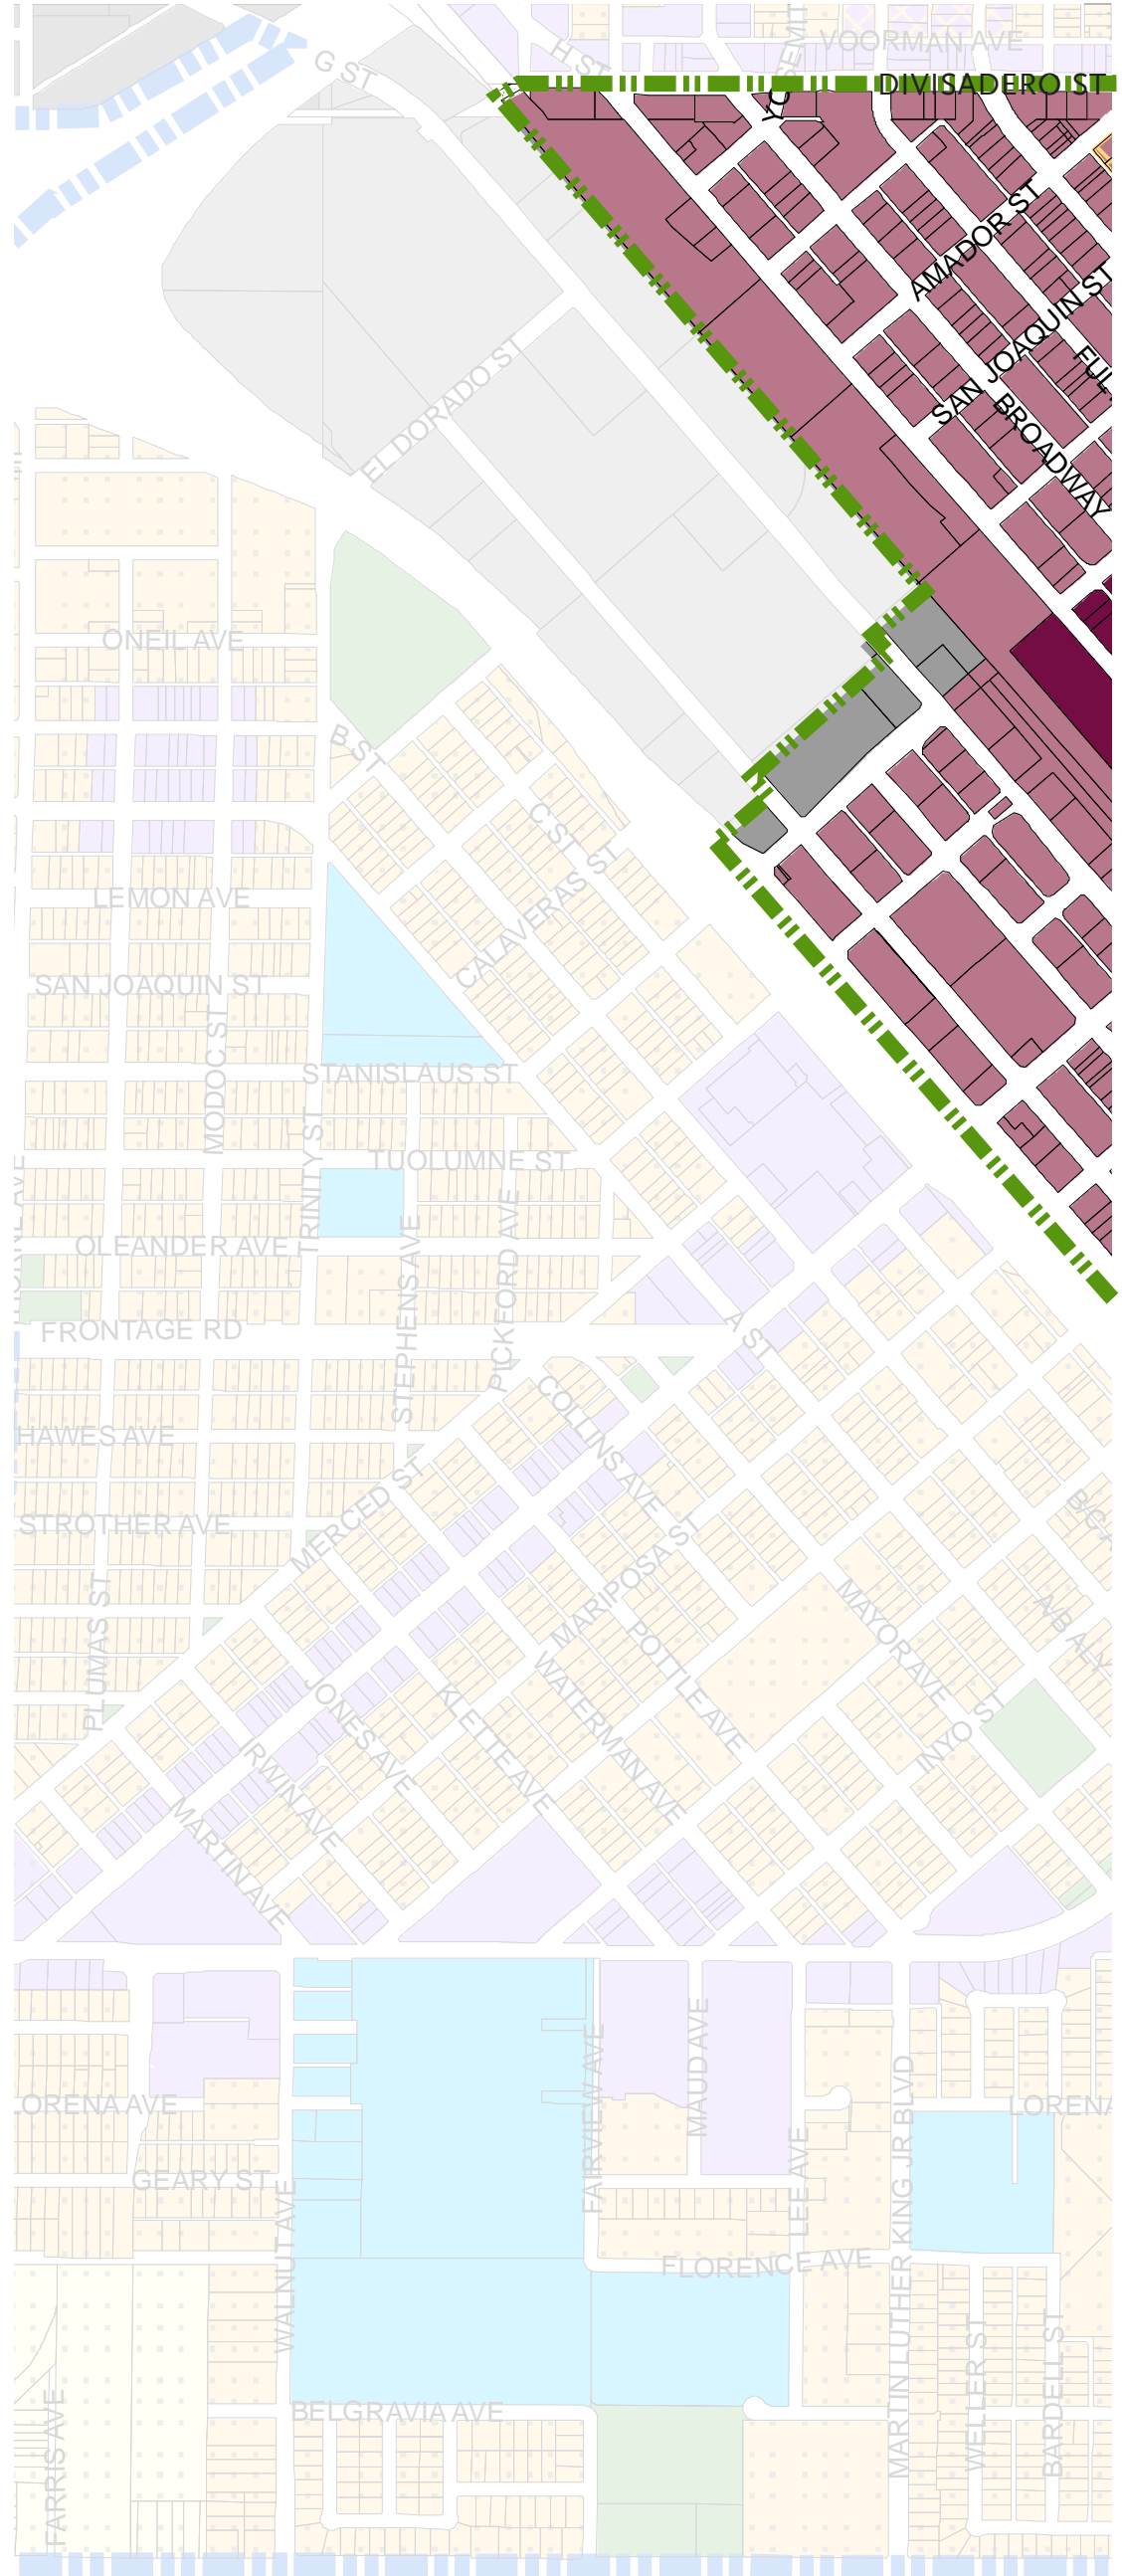 VOORMAN AVE
H ST
G ST
DIVISADERO ST
AMADOR ST
SAN JOAQUIN ST
EL DORADO ST
BROADWAY
ONEIL AVE
B ST
C ST
CALAVERAS ST
LEMON AVE
SAN JOAQUIN ST
MODOC ST
STANISLAUS ST
TRINITY ST
TUOLUMNE ST
OLEANDER AVE
STEPHENS AVE
PICKFORD AVE
FRONTAGE RD
A ST
COLLINS AVE
HAWES AVE
MERCED ST
STROTHER AVE
MARIPOSA ST
PLUMAS ST
MAYOR AVE
POTTLE AVE
WATERMAN AVE
JONES AVE
KLETTE AVE
INYO ST
IRWIN AVE
MARTIN AVE
MAUD AVE
FAIRVIEW AVE
LORENA AVE
LORENA
GEARY ST
LEE AVE
MARTIN LUTHER KING JR BLVD
WALNUT AVE
FLORENCE AVE
WELLER ST
BARDELL ST
BELGRAVIA AVE
FARRIS AVE